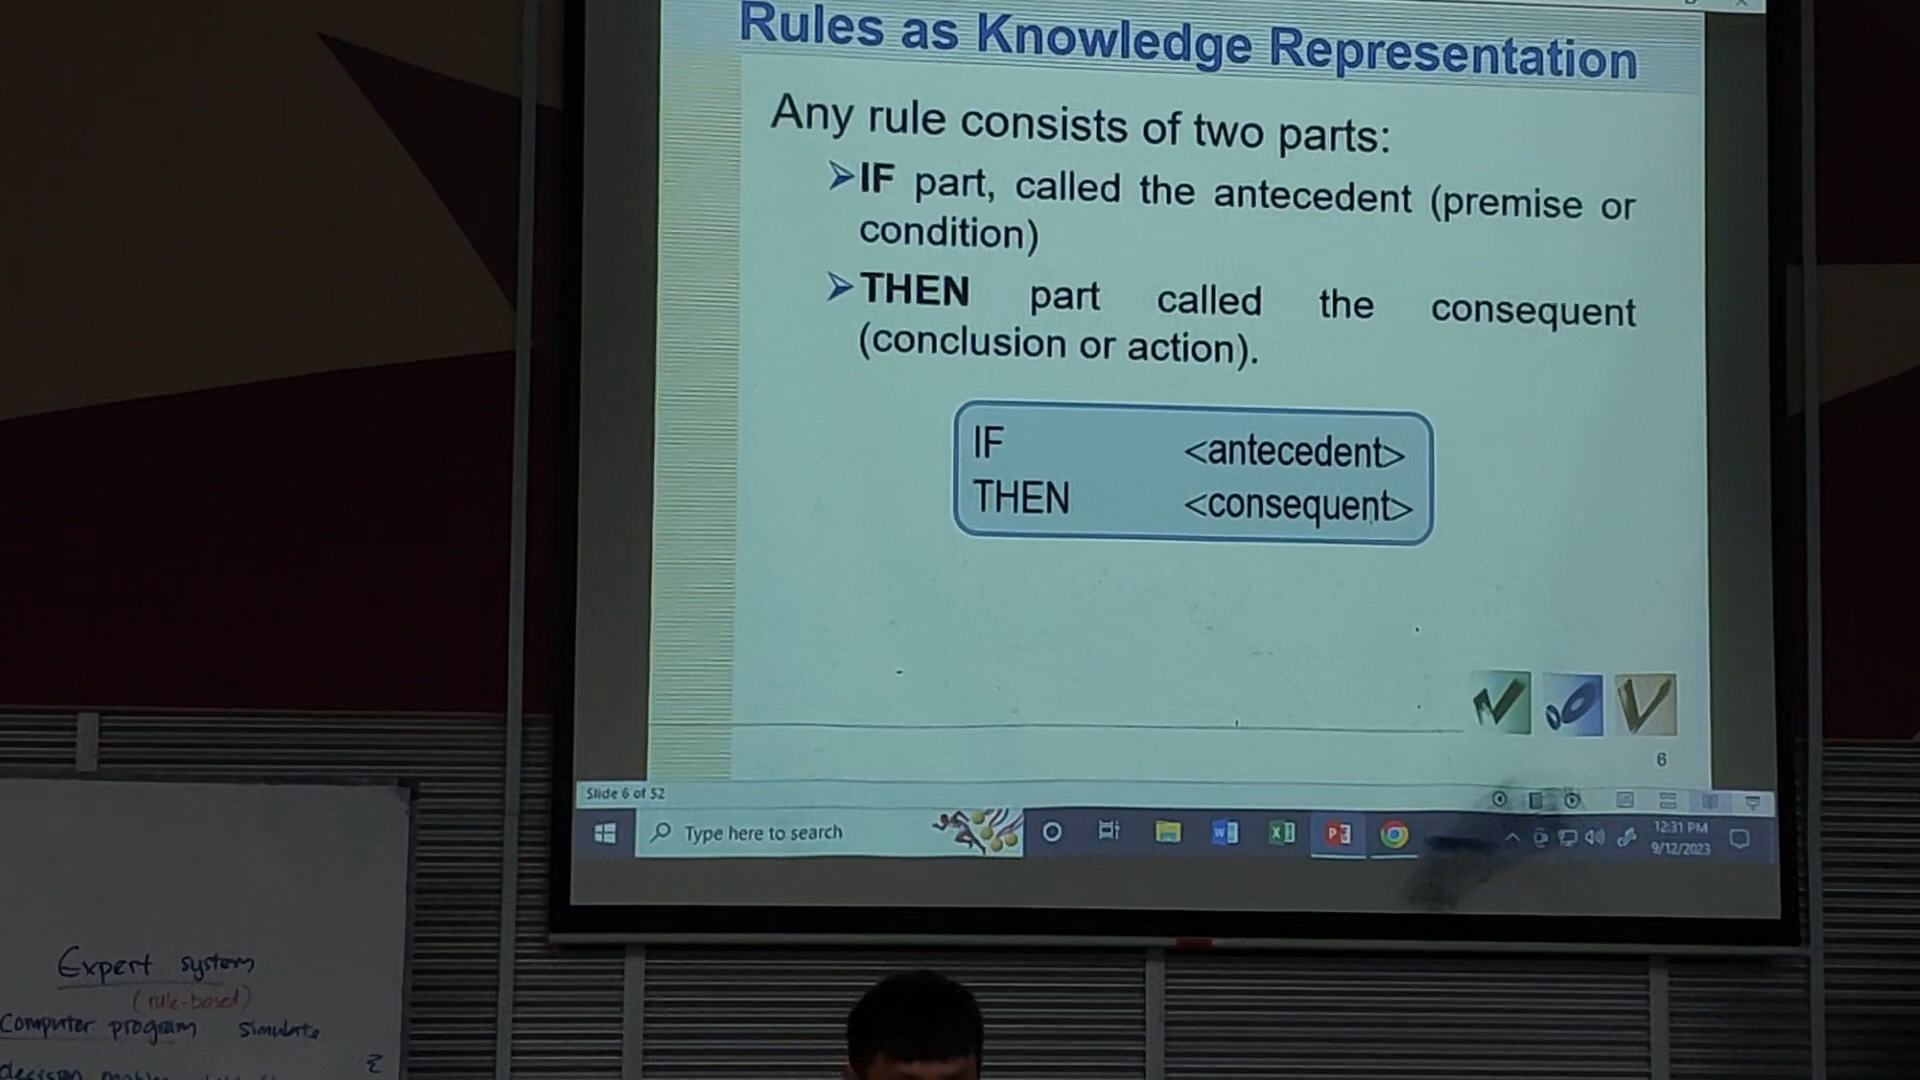 Rules as Knowledge Representation
Any rule consists of two parts:
IF part, called the antecedent (premise or
condition)
THEN part called the consequent
(conclusion or action).
IF <antecedent>
THEN <consequent>
6
Slide 6 of 52
Type here to search
12:31 PM
9/12/2023
Expert system
(rule-based)
Computer program simulate
decision